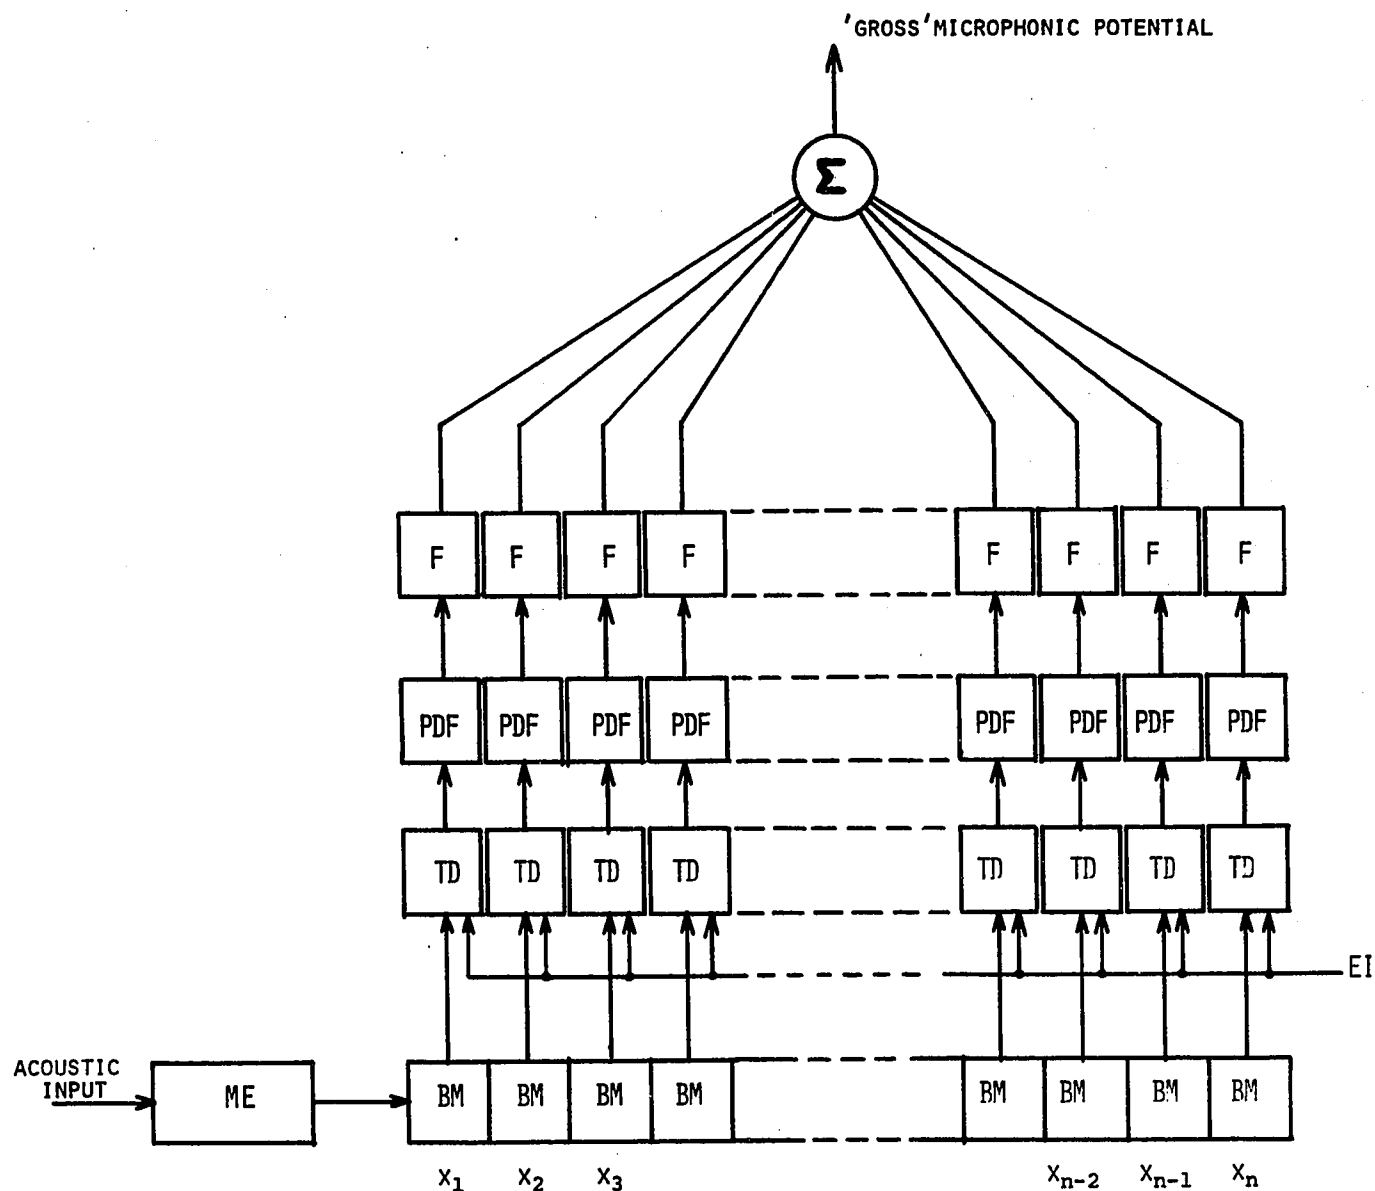 'GROSS' MICROPHONIC POTENTIAL
Σ
F F F F F F F F
PDF PDF PDF PDF PDF PDF PDF PDF
TD TD TD TD TD TD TD TD
EI
ACOUSTIC
INPUT
ME BM BM BM BM BM BM BM BM
x₁ x₂ x₃ xₙ₋₂ xₙ₋₁ xₙ